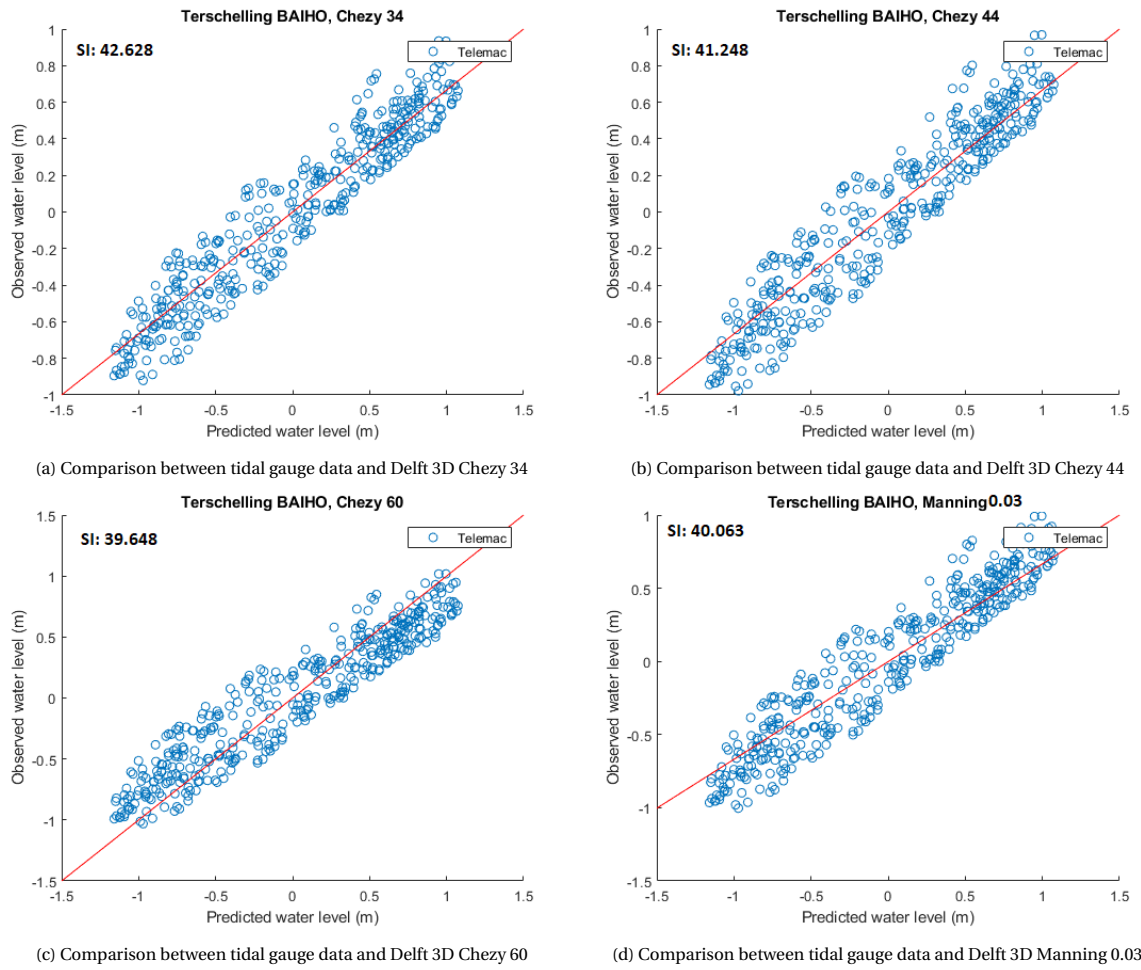 Terschelling BAIHO, Chezy 34
SI: 42.628
Telemac
1
0.8
0.6
0.4
0.2
0
-0.2
-0.4
-0.6
-0.8
-1
Observed water level (m)
-1.5 -1 -0.5 0 0.5 1 1.5
Predicted water level (m)
(a) Comparison between tidal gauge data and Delft 3D Chezy 34
Terschelling BAIHO, Chezy 44
SI: 41.248
Telemac
1
0.8
0.6
0.4
0.2
0
-0.2
-0.4
-0.6
-0.8
-1
Observed water level (m)
-1.5 -1 -0.5 0 0.5 1 1.5
Predicted water level (m)
(b) Comparison between tidal gauge data and Delft 3D Chezy 44
Terschelling BAIHO, Chezy 60
SI: 39.648
Telemac
1.5
1
0.5
0
-0.5
-1
-1.5
Observed water level (m)
-1.5 -1 -0.5 0 0.5 1 1.5
Predicted water level (m)
(c) Comparison between tidal gauge data and Delft 3D Chezy 60
Terschelling BAIHO, Manning0.03
SI: 40.063
Telemac
1
0.5
0
-0.5
-1
-1.5
Observed water level (m)
-1.5 -1 -0.5 0 0.5 1 1.5
Predicted water level (m)
(d) Comparison between tidal gauge data and Delft 3D Manning 0.03